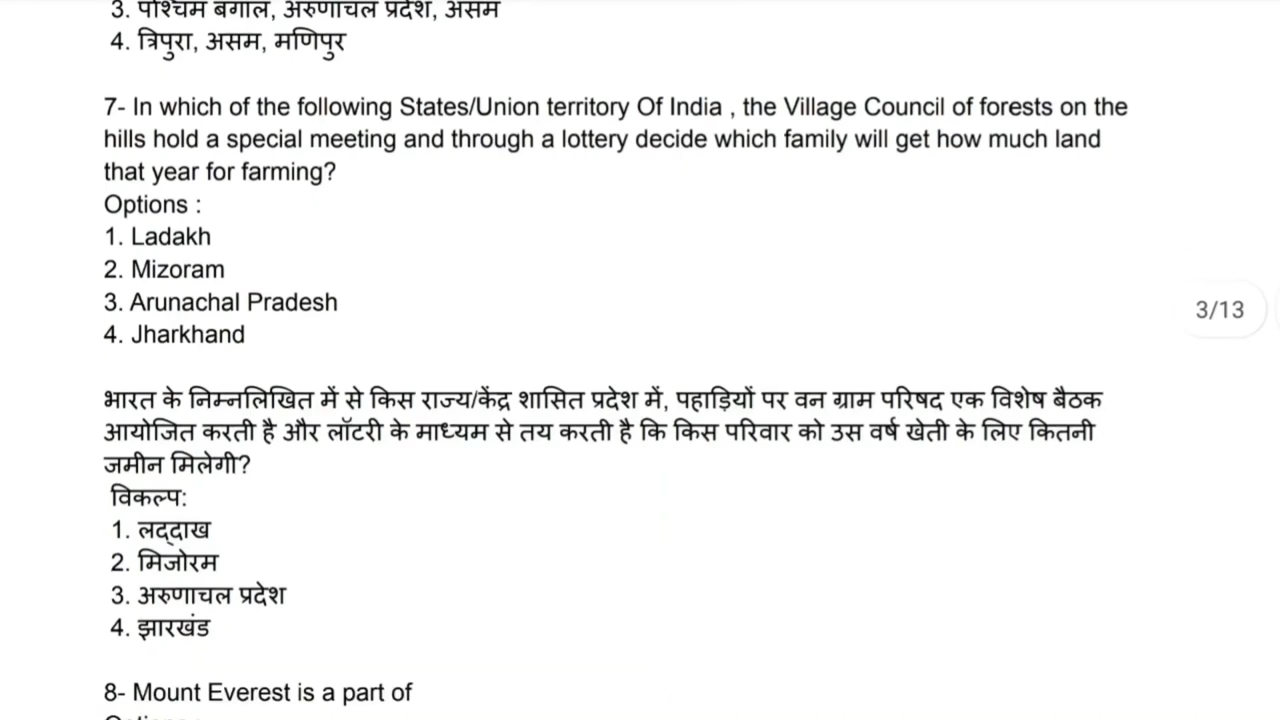 3. पश्चिम बंगाल, अरुणाचल प्रदेश, असम
4. त्रिपुरा, असम, मणिपुर
7- In which of the following States/Union territory Of India , the Village Council of forests on the
hills hold a special meeting and through a lottery decide which family will get how much land
that year for farming?
Options :
1. Ladakh
2. Mizoram
3. Arunachal Pradesh
4. Jharkhand
3/13
भारत के निम्नलिखित में से किस राज्य/केंद्र शासित प्रदेश में, पहाड़ियों पर वन ग्राम परिषद एक विशेष बैठक
आयोजित करती है और लॉटरी के माध्यम से तय करती है कि किस परिवार को उस वर्ष खेती के लिए कितनी
जमीन मिलेगी?
विकल्प:
1. लद्दाख
2. मिजोरम
3. अरुणाचल प्रदेश
4. झारखंड
8- Mount Everest is a part of
Options :